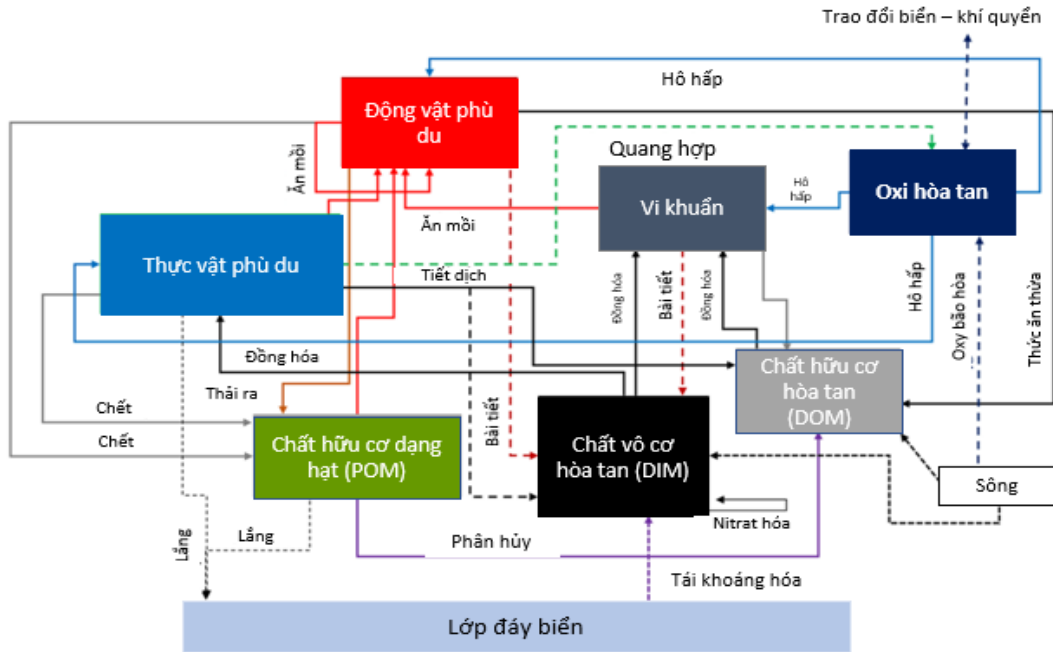 Trao đổi biển – khí quyển
Hô hấp
Động vật phù
du
Ăn mồi
Quang hợp
Vi khuẩn
Hô
hấp
Oxi hòa tan
Ăn mồi
Thực vật phù du
Tiết dịch
Đồng hóa
Bài tiết
Đồng hóa
Hô hấp
Oxy bão hòa
Thức ăn thừa
Đồng hóa
Thải ra
Chất hữu cơ
hòa tan
(DOM)
Chết
Chết
Chất hữu cơ dạng
hạt (POM)
Bài tiết
Chất vô cơ
hòa tan (DIM)
Sông
Nitrat hóa
Lắng
Lắng
Phân hủy
Tái khoáng hóa
Lớp đáy biển